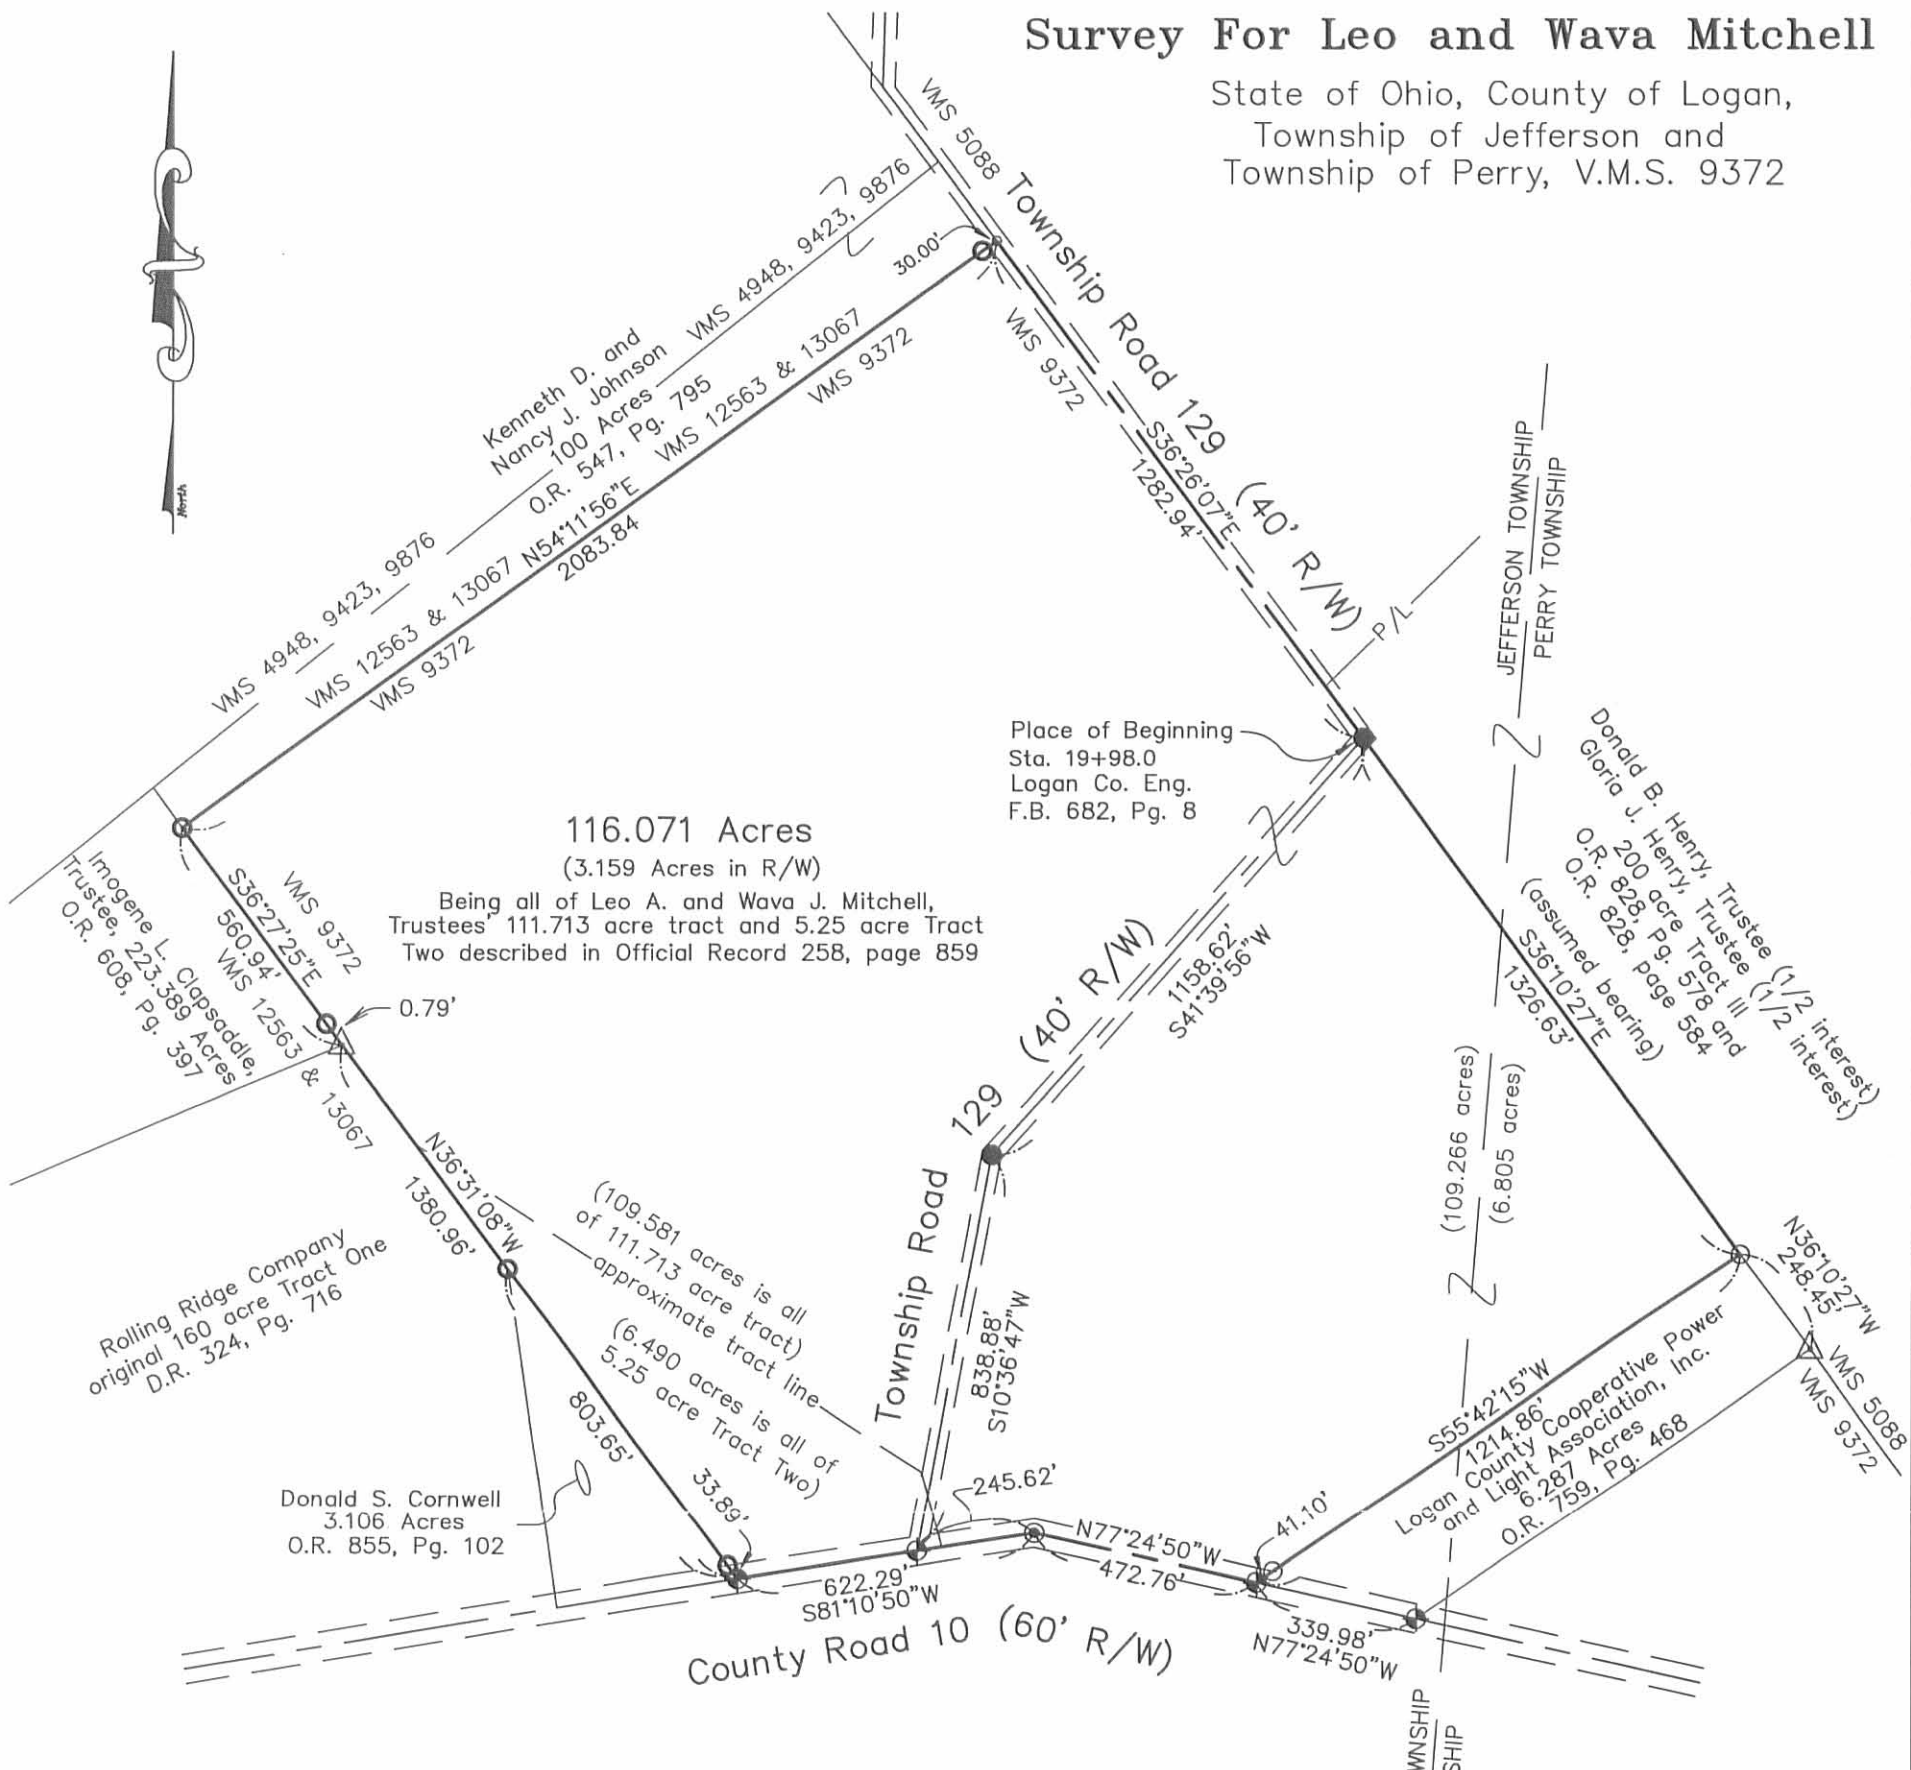 Survey For Leo and Wava Mitchell
State of Ohio, County of Logan,
Township of Jefferson and
Township of Perry, V.M.S. 9372
North
VMS 5088
Township Road 129 (40' R/W)
VMS 4948, 9423, 9876
30.00'
Kenneth D. and
Nancy J. Johnson
100 Acres
O.R. 547, Pg. 795
VMS 12563 & 13067
VMS 9372
VMS 9372
N54°11'56"E
2083.84
VMS 4948, 9423, 9876
VMS 12563 & 13067
VMS 9372
S36°26'07"E
1282.94'
P/L
JEFFERSON TOWNSHIP
PERRY TOWNSHIP
Place of Beginning
Sta. 19+98.0
Logan Co. Eng.
F.B. 682, Pg. 8
Donald B. Henry, Trustee (1/2 interest)
Gloria J. Henry, Trustee (1/2 interest)
200 acre Tract III
O.R. 828, Pg. 578 and
O.R. 828, page 584
116.071 Acres
(3.159 Acres in R/W)
Being all of Leo A. and Wava J. Mitchell,
Trustees' 111.713 acre tract and 5.25 acre Tract
Two described in Official Record 258, page 859
Imogene L. Clapsaddle,
Trustee, 223.389 Acres
O.R. 608, Pg. 397
S36°27'25"E
560.94'
VMS 9372
VMS 12563 & 13067
0.79'
(40' R/W)
1158.62'
S41°39'56"W
S36°10'27"E
1326.63'
(assumed bearing)
(109.266 acres)
(6.805 acres)
Township Road 129
N36°31'08"W
1380.96'
(109.581 acres is all
of 111.713 acre tract)
approximate tract line
(6.490 acres is all of
5.25 acre Tract Two)
Rolling Ridge Company
original 160 acre Tract One
D.R. 324, Pg. 716
838.88'
S10°36'47"W
N36°10'27"W
248.45'
VMS 5088
VMS 9372
S55°42'15"W
1214.86'
Logan County Cooperative Power
and Light Association, Inc.
6.287 Acres
O.R. 759, Pg. 468
803.65'
33.89'
Donald S. Cornwell
3.106 Acres
O.R. 855, Pg. 102
245.62'
N77°24'50"W
472.76'
41.10'
622.29'
S81°10'50"W
339.98'
N77°24'50"W
County Road 10 (60' R/W)
WNSHIP
SHIP